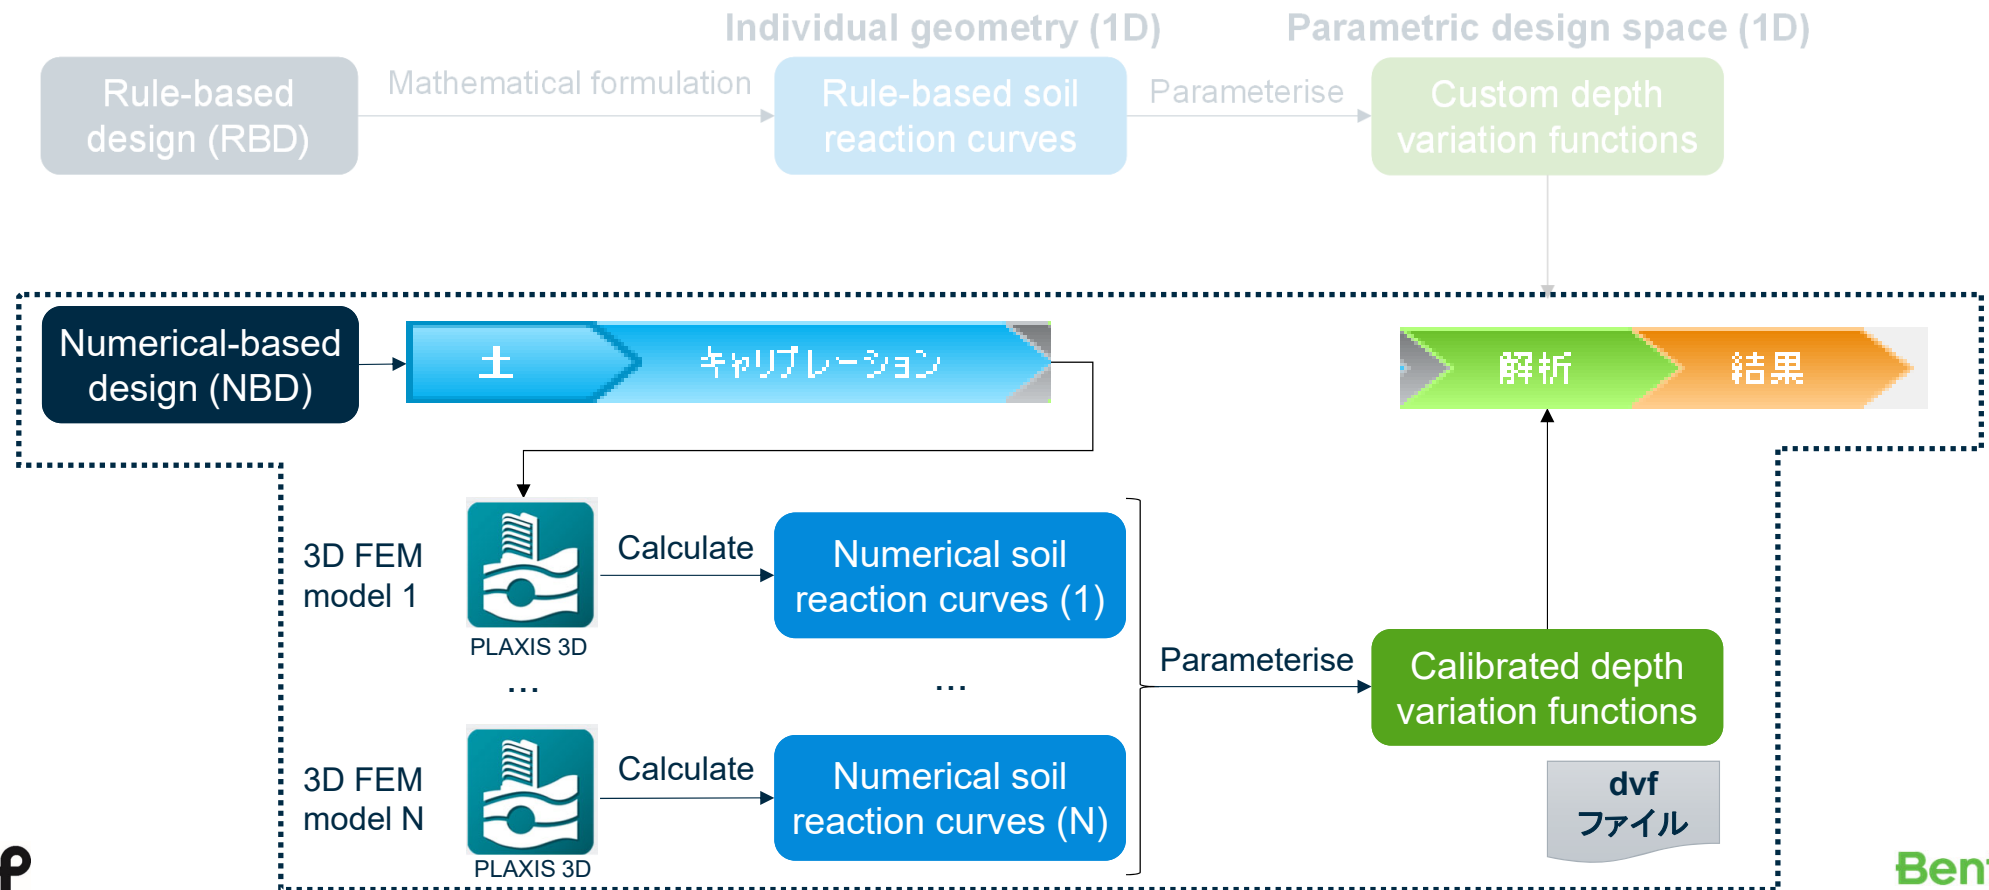 Individual geometry (1D)
Parametric design space (1D)
Rule-based
design (RBD)
Mathematical formulation
Rule-based soil
reaction curves
Parameterise
Custom depth
variation functions
Numerical-based
design (NBD)
土
キャリブレーション
解析
結果
3D FEM
model 1
PLAXIS 3D
Calculate
Numerical soil
reaction curves (1)
...
...
Parameterise
Calibrated depth
variation functions
3D FEM
model N
PLAXIS 3D
Calculate
Numerical soil
reaction curves (N)
dvf
ファイル
Ben